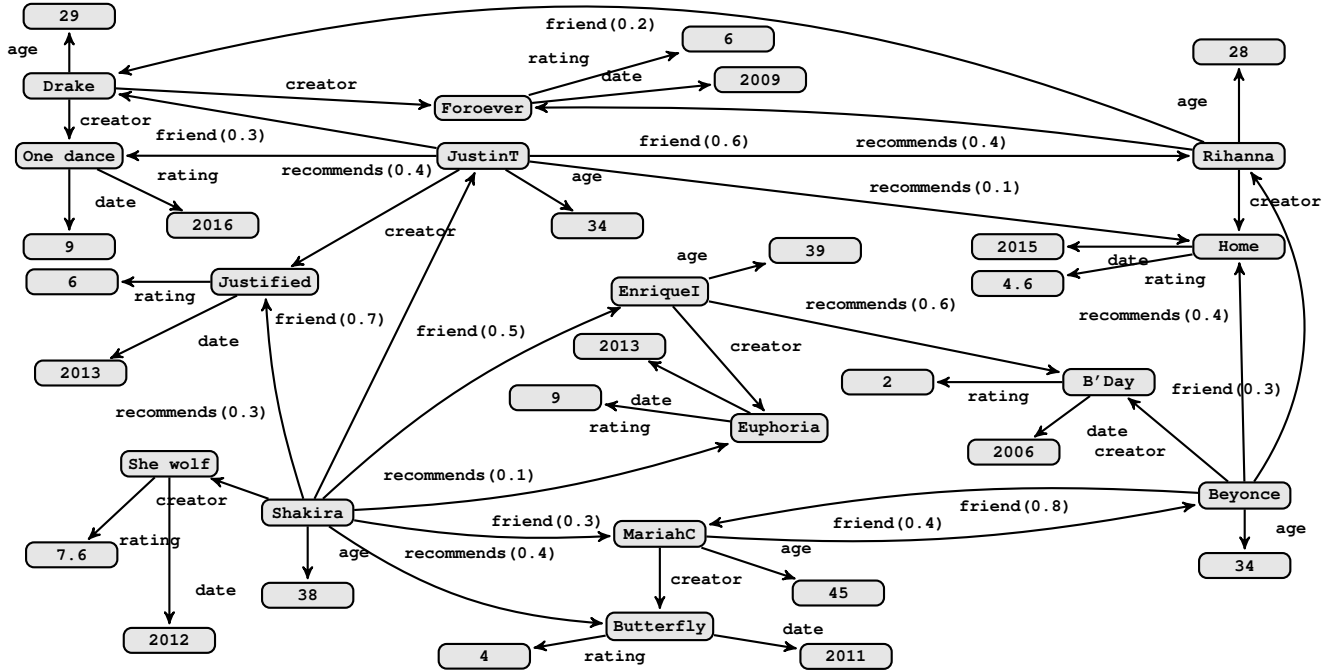 29
friend(0.2)
age
rating
6
28
Drake
creator
date
2009
Foroever
age
creator
friend(0.3)
friend(0.6)
recommends(0.4)
One dance
JustinT
Rihanna
rating
recommends(0.4)
age
recommends(0.1)
date
creator
2016
34
creator
9
39
2015
Home
age
date
6
Justified
4.6
rating
rating
EnriqueI
recommends(0.6)
friend(0.7)
friend(0.5)
recommends(0.4)
date
2013
creator
2013
2
B'Day
friend(0.3)
9
date
rating
recommends(0.3)
rating
Euphoria
date
2006
creator
She wolf
recommends(0.1)
creator
Beyonce
Shakira
friend(0.3)
friend(0.8)
friend(0.4)
MariahC
age
rating
7.6
age
recommends(0.4)
age
34
creator
date
38
45
Butterfly
date
2012
4
rating
2011